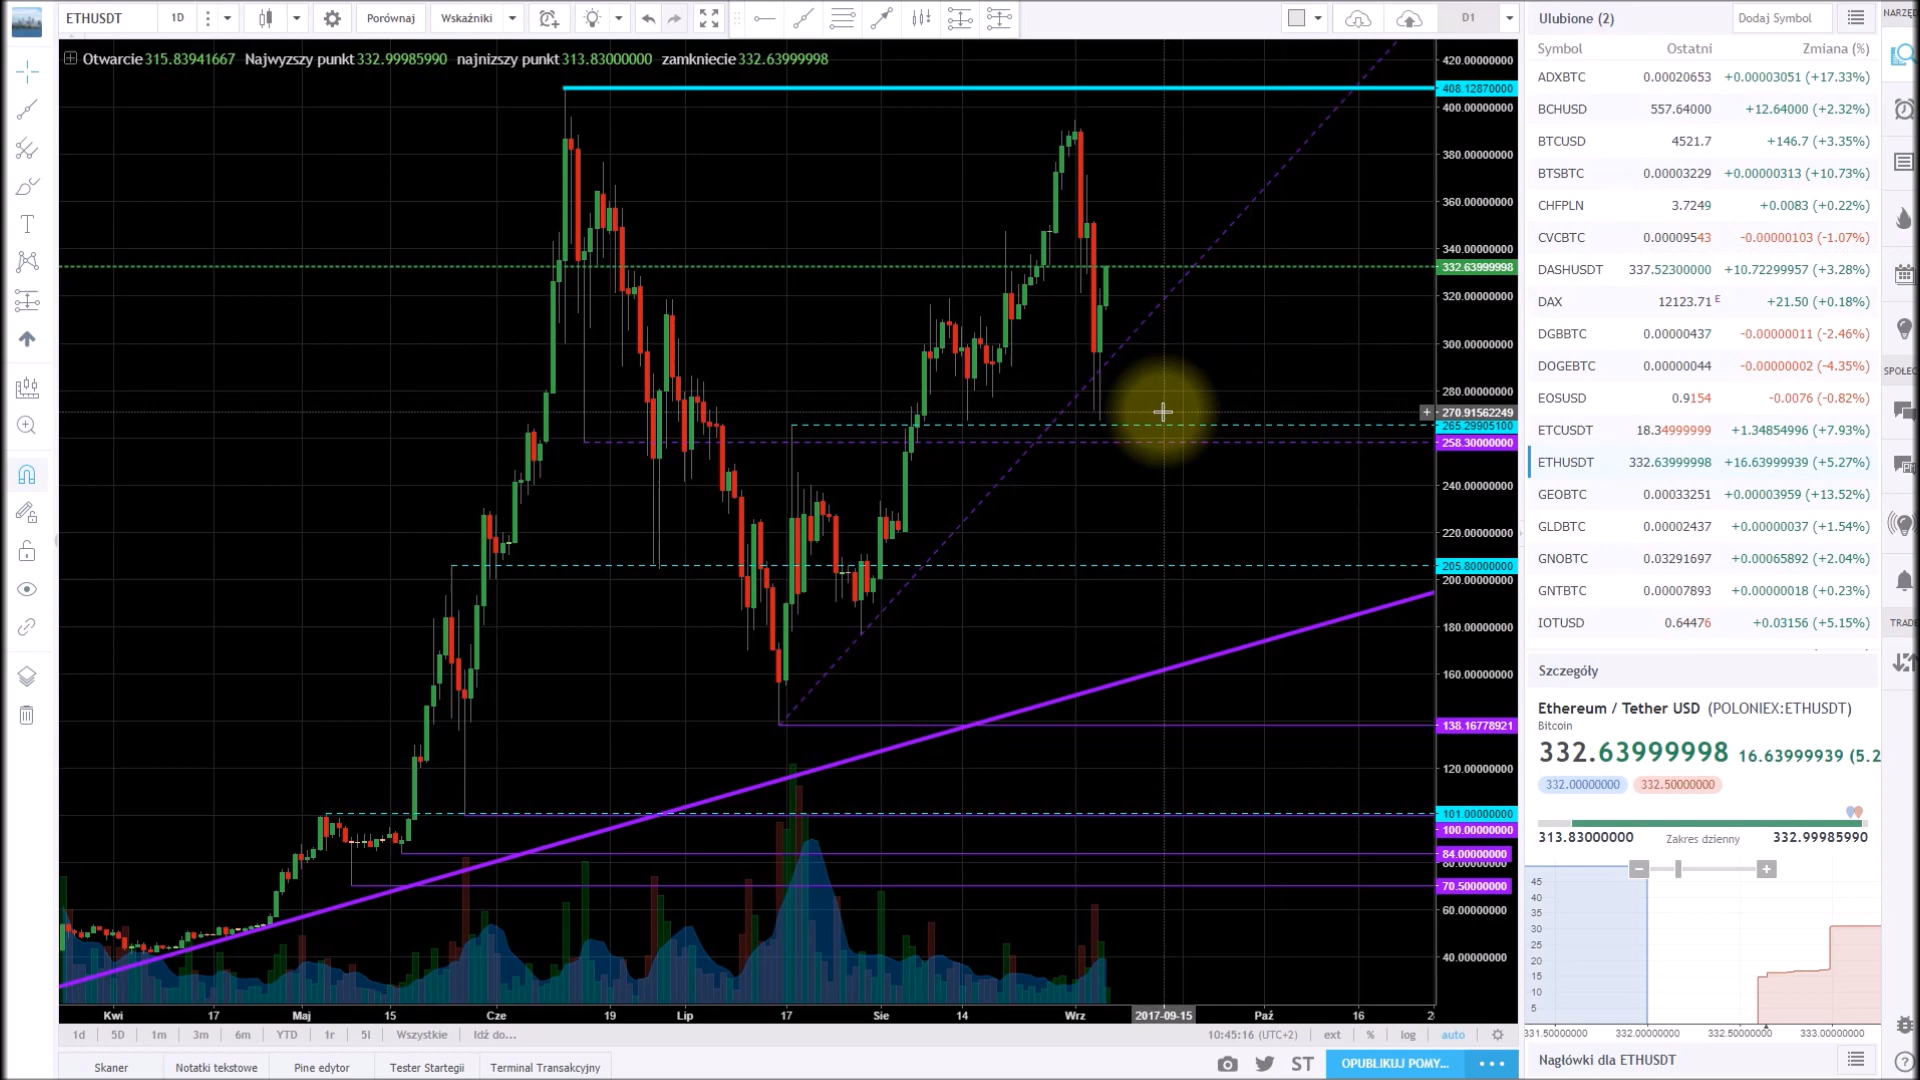 ETHUSDT 1D Porównaj Wskaźniki D1
Otwarcie 315.83941667 Najwyzszy punkt 332.99985990 najnizszy punkt 313.83000000 zamkniecie 332.63999998
420.00000000
408.12870000
400.00000000
380.00000000
360.00000000
340.00000000
332.63999998
320.00000000
300.00000000
280.00000000
270.91562249
265.29905100
258.30000000
240.00000000
220.00000000
205.80000000
200.00000000
180.00000000
160.00000000
138.16778921
120.00000000
101.00000000
100.00000000
84.00000000
80.00000000
70.50000000
60.00000000
40.00000000
Kwi 17 Maj 15 Cze 19 Lip 17 Sie 14 Wrz 2017-09-15 Paź 16
1d 5D 1m 3m 6m YTD 1r 5l Wszystkie Idź do... 10:45:16 (UTC+2) ext % log auto
Skaner Notatki tekstowe Pine edytor Tester Startegii Terminal Transakcyjny ST OPUBLIKUJ POMY...
Ulubione (2) Dodaj Symbol
Symbol Ostatni Zmiana (%)
ADXBTC 0.00020653 +0.00003051 (+17.33%)
BCHUSD 557.64000 +12.64000 (+2.32%)
BTCUSD 4521.7 +146.7 (+3.35%)
BTSBTC 0.00003229 +0.00000313 (+10.73%)
CHFPLN 3.7249 +0.0083 (+0.22%)
CVCBTC 0.00009543 -0.00000103 (-1.07%)
DASHUSDT 337.52300000 +10.72299957 (+3.28%)
DAX 12123.71 E +21.50 (+0.18%)
DGBBTC 0.00000437 -0.00000011 (-2.46%)
DOGEBTC 0.00000044 -0.00000002 (-4.35%)
EOSUSD 0.9154 -0.0076 (-0.82%)
ETCUSDT 18.34999999 +1.34854996 (+7.93%)
ETHUSDT 332.63999998 +16.63999939 (+5.27%)
GEOBTC 0.00033251 +0.00003959 (+13.52%)
GLDBTC 0.00002437 +0.00000037 (+1.54%)
GNOBTC 0.03291697 +0.00065892 (+2.04%)
GNTBTC 0.00007893 +0.00000018 (+0.23%)
IOTUSD 0.64476 +0.03156 (+5.15%)
Szczegóły
Ethereum / Tether USD (POLONIEX:ETHUSDT)
Bitcoin
332.63999998 16.63999939 (5.2
332.00000000 332.50000000
313.83000000 Zakres dzienny 332.99985990
45
40
35
30
25
20
15
10
5
331.50000000 332.00000000 332.50000000 333.00000000
Nagłówki dla ETHUSDT
NARZĘD
SPOŁEC
TRADE